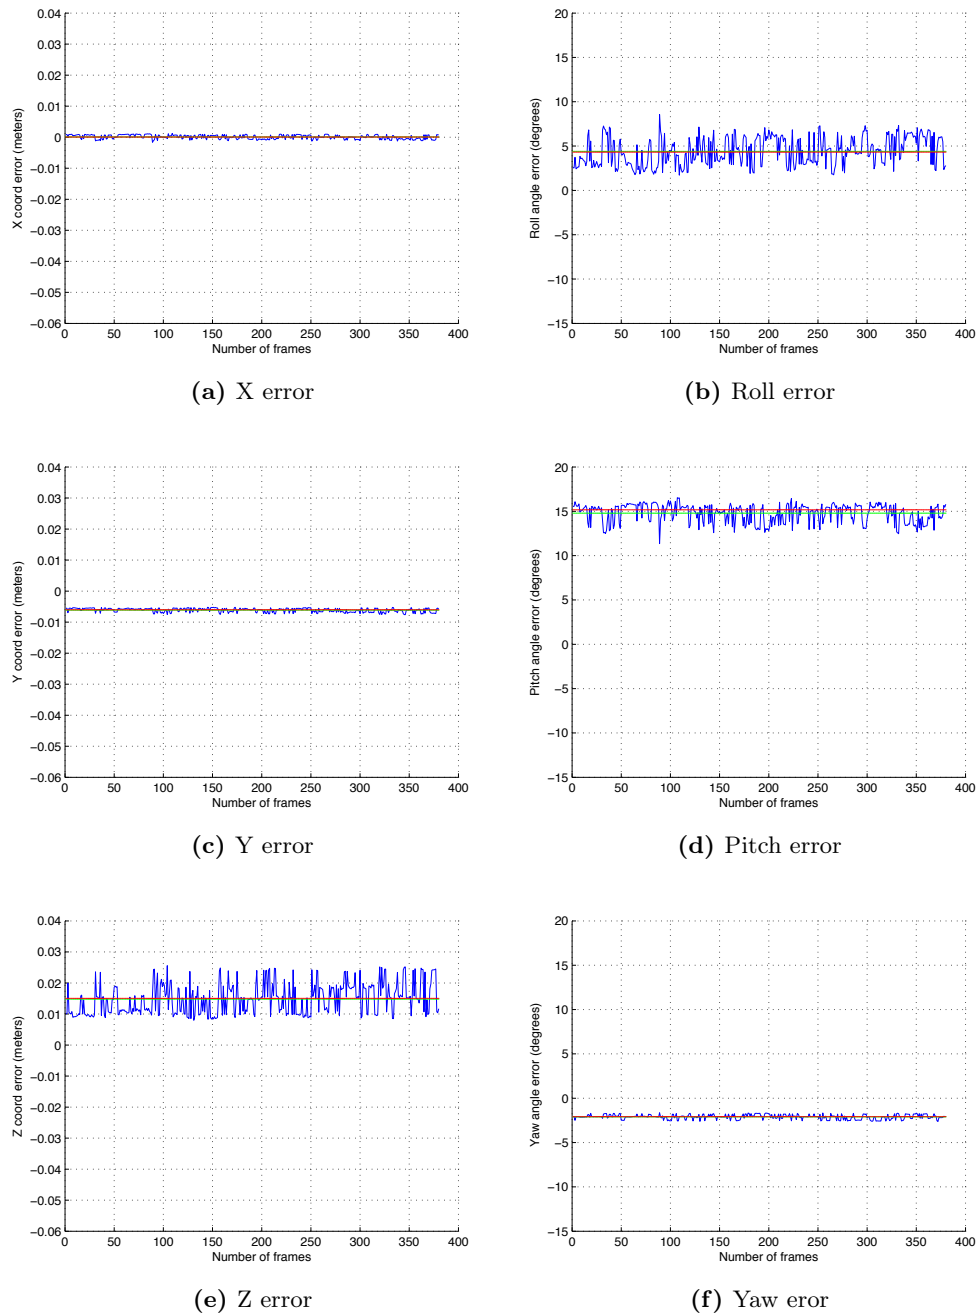 0.04
0.03
0.02
0.01
0
−0.01
−0.02
−0.03
−0.04
−0.05
−0.06
X coord error (meters)
0 50 100 150 200 250 300 350 400
Number of frames
(a) X error
20
15
10
5
0
−5
−10
−15
Roll angle error (degrees)
0 50 100 150 200 250 300 350 400
Number of frames
(b) Roll error
0.04
0.03
0.02
0.01
0
−0.01
−0.02
−0.03
−0.04
−0.05
−0.06
Y coord error (meters)
0 50 100 150 200 250 300 350 400
Number of frames
(c) Y error
20
15
10
5
0
−5
−10
−15
Pitch angle error (degrees)
0 50 100 150 200 250 300 350 400
Number of frames
(d) Pitch error
0.04
0.03
0.02
0.01
0
−0.01
−0.02
−0.03
−0.04
−0.05
−0.06
Z coord error (meters)
0 50 100 150 200 250 300 350 400
Number of frames
(e) Z error
20
15
10
5
0
−5
−10
−15
Yaw angle error (degrees)
0 50 100 150 200 250 300 350 400
Number of frames
(f) Yaw eror